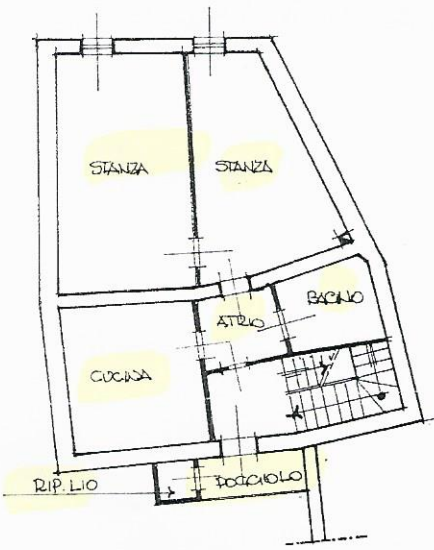 STANZA
STANZA
ATRIO
BAGNO
CUCINA
RIP.LIO
POGGIOLO